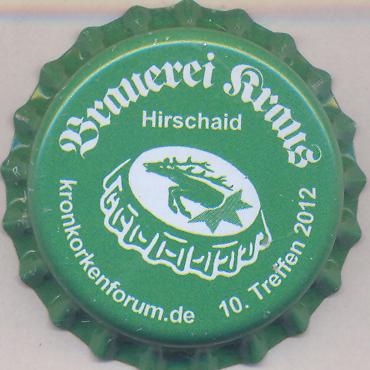 Brauerei Kraus
Hirschaid
kronkorkenforum.de
10. Treffen 2012